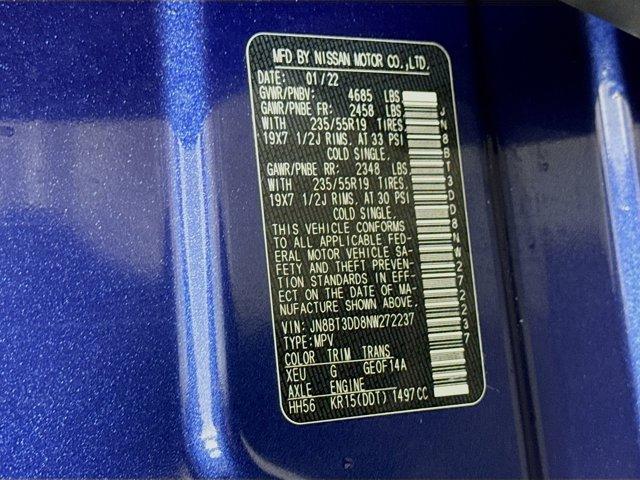 MFD BY NISSAN MOTOR CO.,LTD.
DATE: 01/22
GVWR/PNBV: 4685 LBS.
GAWR/PNBE FR: 2458 LBS.
WITH 235/55R19 TIRES,
19X7 1/2J RIMS, AT 33 PSI
COLD SINGLE.
GAWR/PNBE RR: 2348 LBS.
WITH 235/55R19 TIRES,
19X7 1/2J RIMS, AT 30 PSI
COLD SINGLE.
THIS VEHICLE CONFORMS
TO ALL APPLICABLE FED-
ERAL MOTOR VEHICLE SA-
FETY AND THEFT PREVEN-
TION STANDARDS IN EFF-
ECT ON THE DATE OF MA-
NUFACTURE SHOWN ABOVE.
VIN: JN8BT3DD8NW272237
TYPE: MPV
COLOR TRIM TRANS
XEU G GE0F14A
AXLE ENGINE
HH56 KR15(DDT) 1497CC
JN8BT3DD8NW272237